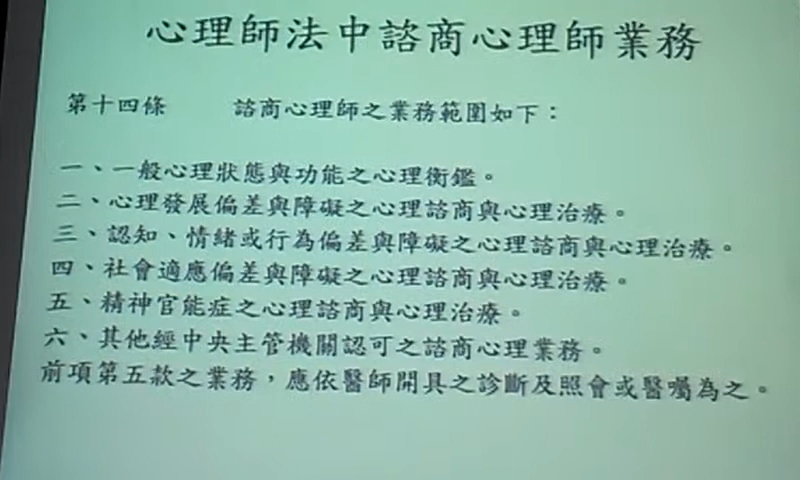 心理師法中諮商心理師業務
第十四條　　諮商心理師之業務範圍如下：
一、一般心理狀態與功能之心理衡鑑。
二、心理發展偏差與障礙之心理諮商與心理治療。
三、認知、情緒或行為偏差與障礙之心理諮商與心理治療。
四、社會適應偏差與障礙之心理諮商與心理治療。
五、精神官能症之心理諮商與心理治療。
六、其他經中央主管機關認可之諮商心理業務。
前項第五款之業務，應依醫師開具之診斷及照會或醫囑為之。